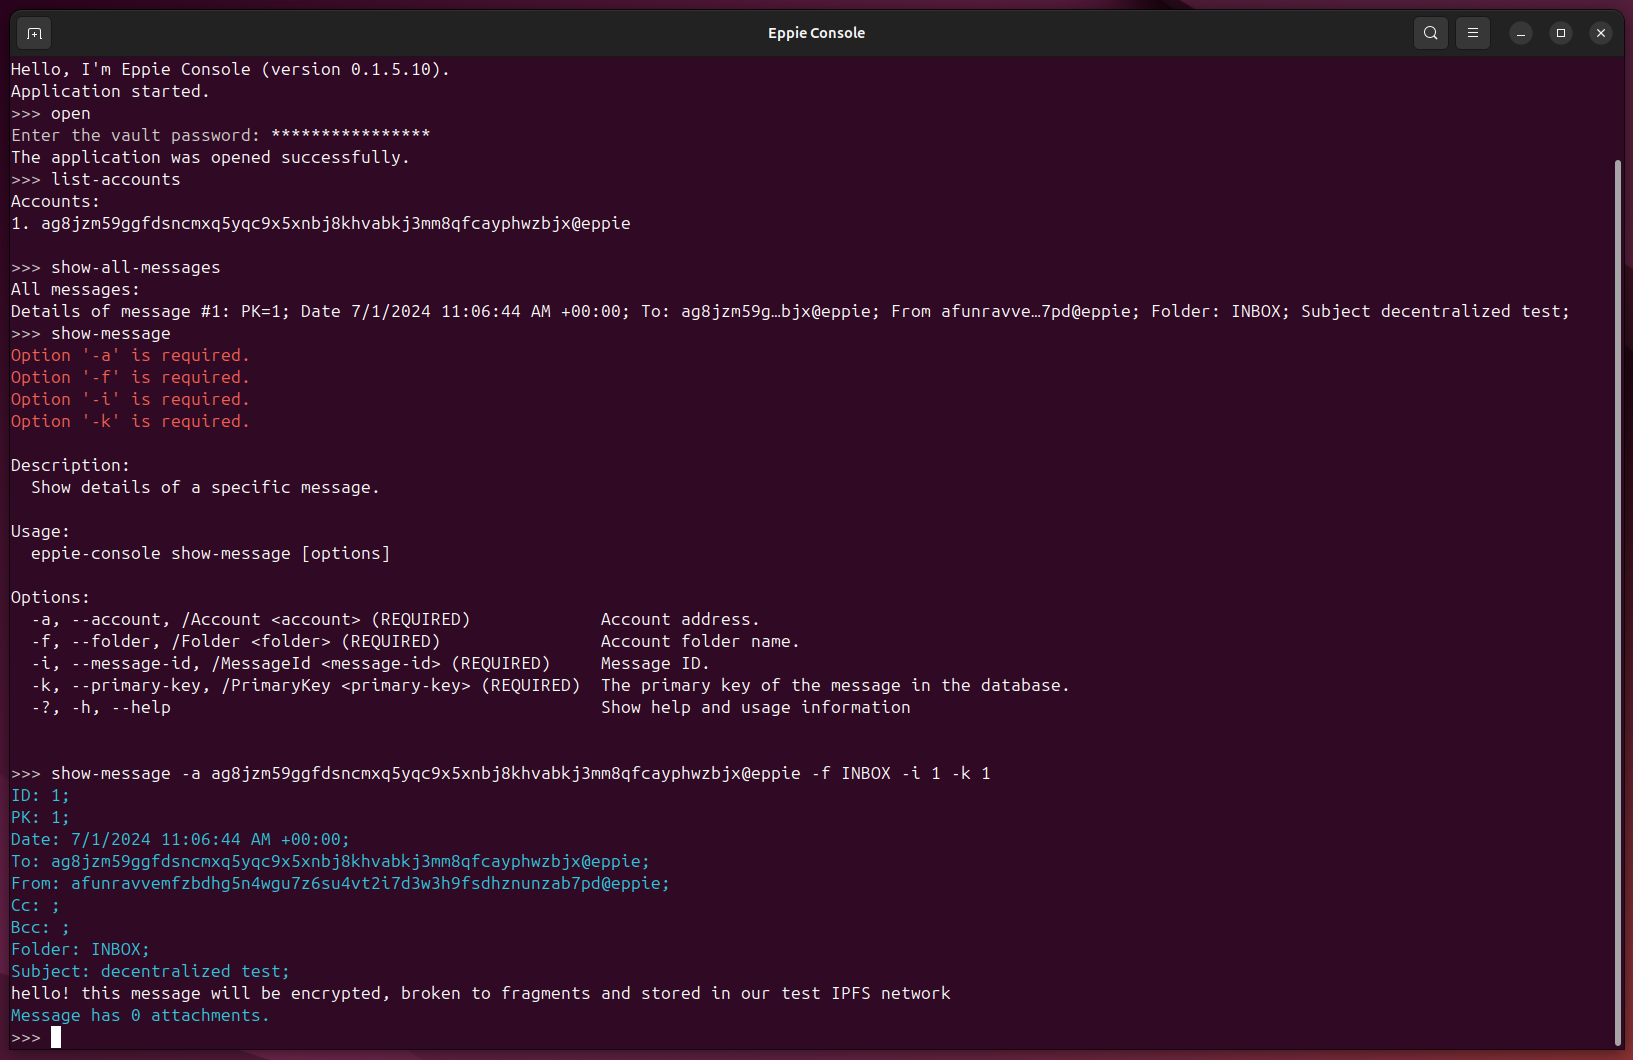 Eppie Console
Hello, I'm Eppie Console (version 0.1.5.10).
Application started.
>>> open
Enter the vault password: ****************
The application was opened successfully.
>>> list-accounts
Accounts:
1. ag8jzm59ggfdsncmxq5yqc9x5xnbj8khvabkj3mm8qfcayphwzbjx@eppie
>>> show-all-messages
All messages:
Details of message #1: PK=1; Date 7/1/2024 11:06:44 AM +00:00; To: ag8jzm59g…bjx@eppie; From afunravve…7pd@eppie; Folder: INBOX; Subject decentralized test;
>>> show-message
Option '-a' is required.
Option '-f' is required.
Option '-i' is required.
Option '-k' is required.
Description:
  Show details of a specific message.
Usage:
  eppie-console show-message [options]
Options:
  -a, --account, /Account <account> (REQUIRED)             Account address.
  -f, --folder, /Folder <folder> (REQUIRED)                Account folder name.
  -i, --message-id, /MessageId <message-id> (REQUIRED)     Message ID.
  -k, --primary-key, /PrimaryKey <primary-key> (REQUIRED)  The primary key of the message in the database.
  -?, -h, --help                                           Show help and usage information
>>> show-message -a ag8jzm59ggfdsncmxq5yqc9x5xnbj8khvabkj3mm8qfcayphwzbjx@eppie -f INBOX -i 1 -k 1
ID: 1;
PK: 1;
Date: 7/1/2024 11:06:44 AM +00:00;
To: ag8jzm59ggfdsncmxq5yqc9x5xnbj8khvabkj3mm8qfcayphwzbjx@eppie;
From: afunravvemfzbdhg5n4wgu7z6su4vt2i7d3w3h9fsdhznunzab7pd@eppie;
Cc: ;
Bcc: ;
Folder: INBOX;
Subject: decentralized test;
hello! this message will be encrypted, broken to fragments and stored in our test IPFS network
Message has 0 attachments.
>>>